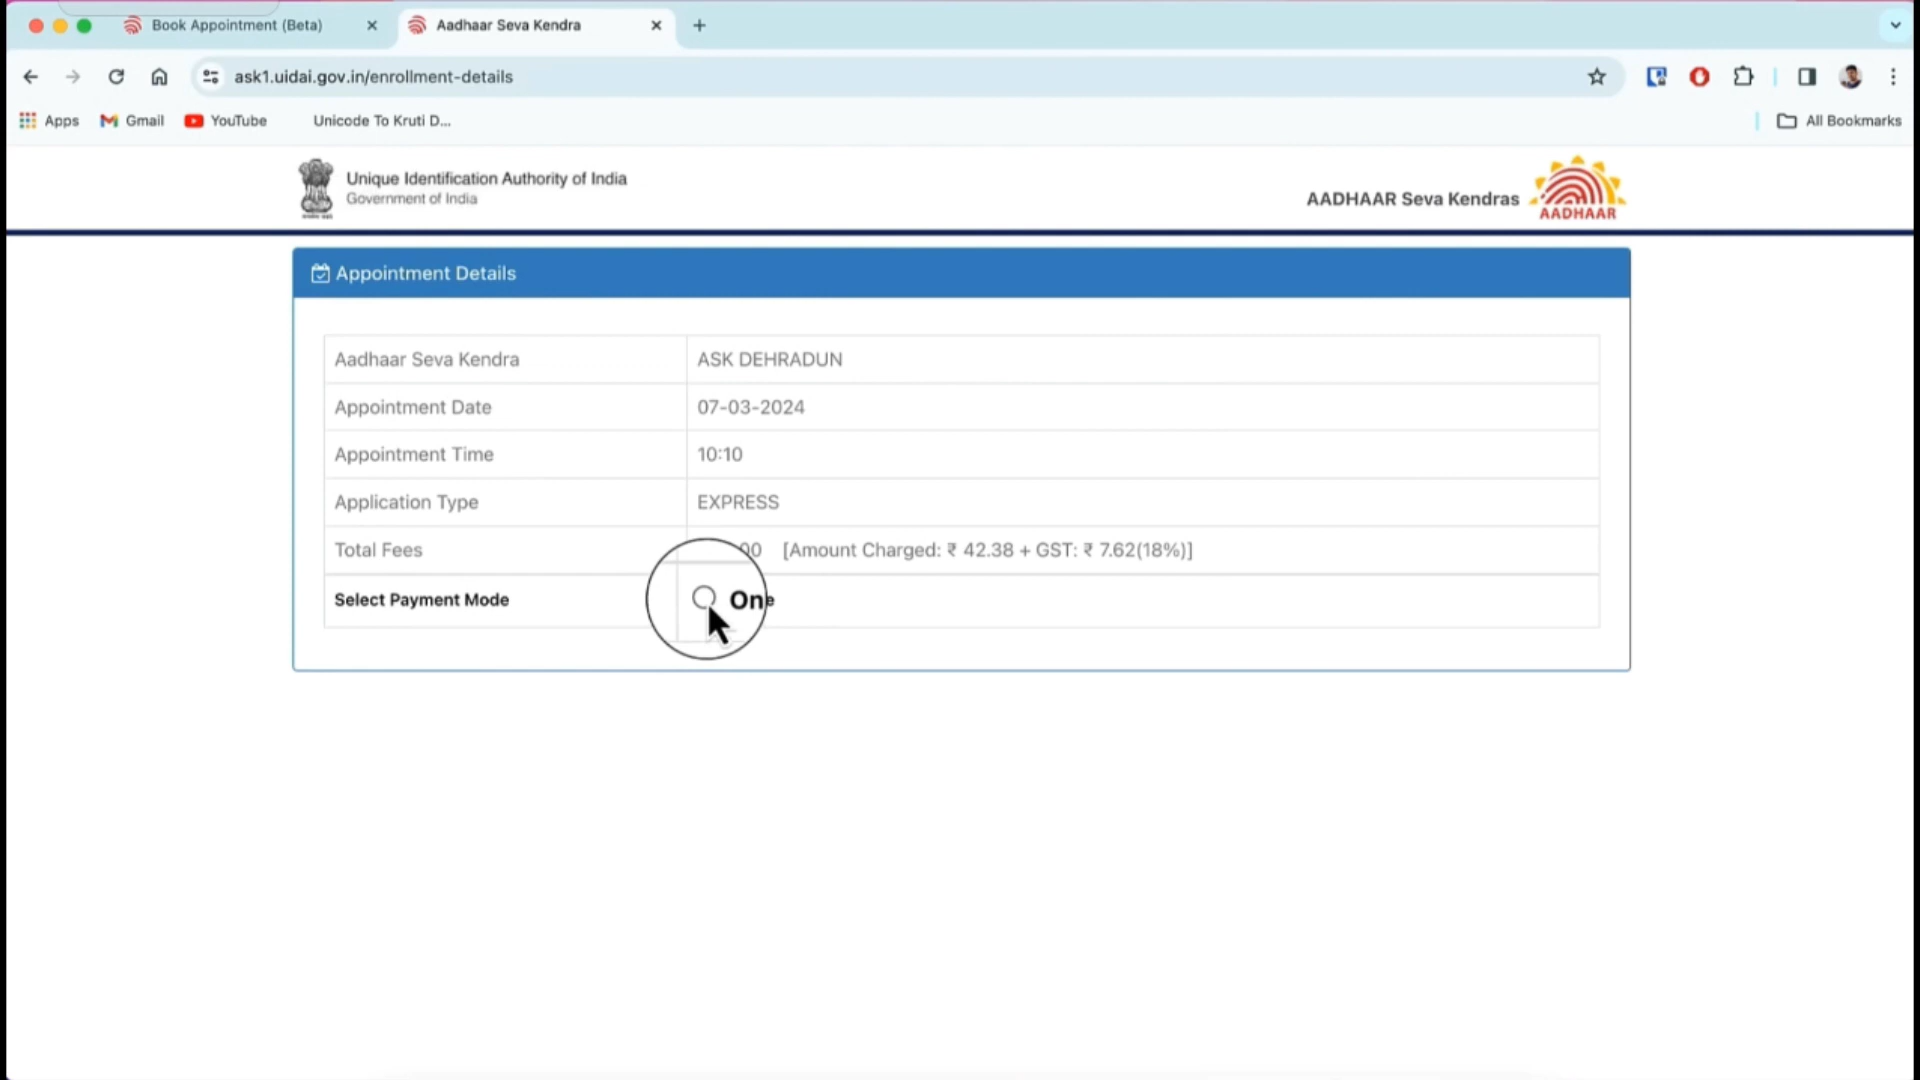 Book Appointment (Beta)
Aadhaar Seva Kendra
ask1.uidai.gov.in/enrollment-details
Apps Gmail YouTube Unicode To Kruti D... All Bookmarks
Unique Identification Authority of India
Government of India
AADHAAR Seva Kendras
AADHAAR
Appointment Details
Aadhaar Seva Kendra ASK DEHRADUN
Appointment Date 07-03-2024
Appointment Time 10:10
Application Type EXPRESS
Total Fees 00 [Amount Charged: ₹ 42.38 + GST: ₹ 7.62(18%)]
Select Payment Mode One